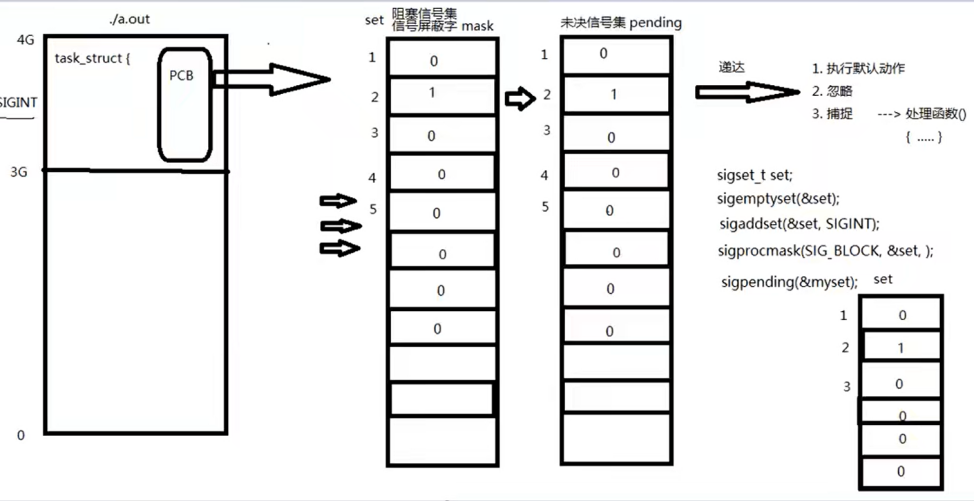 ./a.out
4G
task_struct {
PCB
SIGINT
3G
0
set
阻塞信号集
信号屏蔽字 mask
1
0
2
1
3
0
4
0
5
0
0
0
0
未决信号集 pending
1
0
2
1
3
0
4
0
5
0
0
0
0
递达
1. 执行默认动作
2. 忽略
3. 捕捉 ---> 处理函数()
{ ..... }
sigset_t set;
sigemptyset(&set);
sigaddset(&set, SIGINT);
sigprocmask(SIG_BLOCK, &set, );
sigpending(&myset);
set
1
0
2
1
3
0
0
0
0